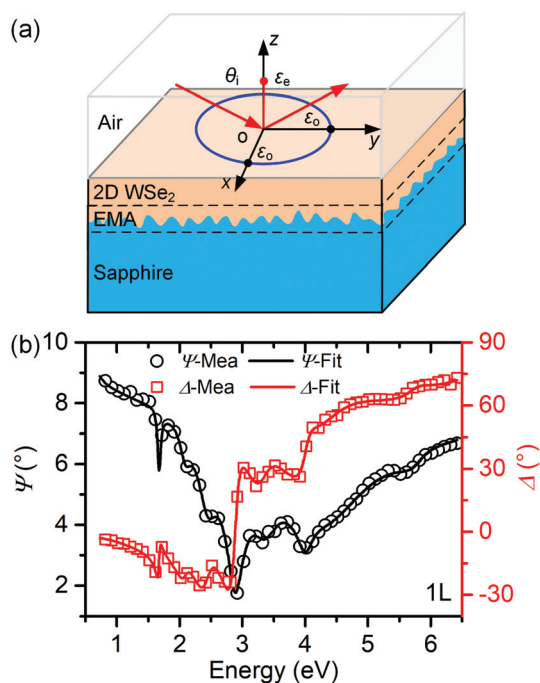 (a)
z
θi
εe
Air
o
εo
y
εo
x
2D WSe2
EMA
Sapphire
(b)
10
8
6
4
2
Ψ(°)
Ψ-Mea
Ψ-Fit
Δ-Mea
Δ-Fit
90
60
30
0
-30
Δ(°)
1L
1 2 3 4 5 6
Energy (eV)